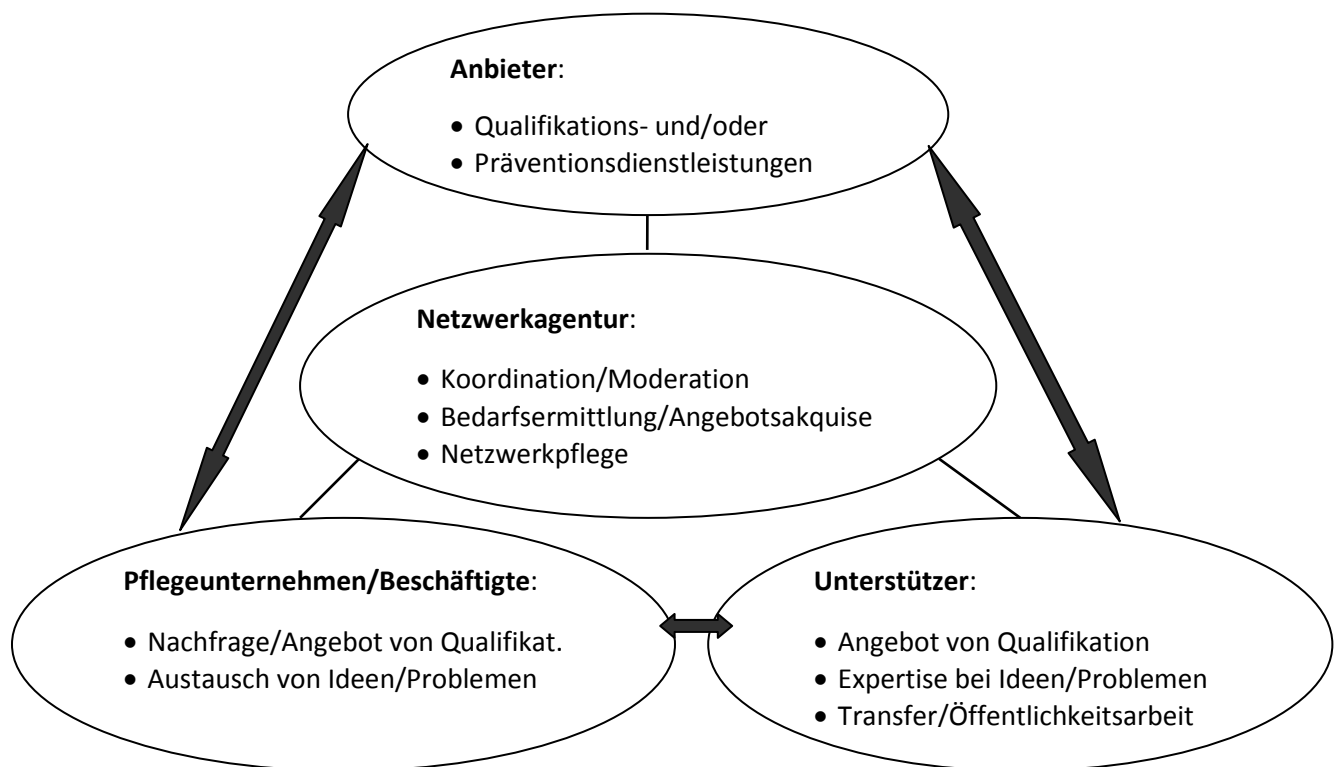 Anbieter:
• Qualifikations- und/oder
• Präventionsdienstleistungen
Netzwerkagentur:
• Koordination/Moderation
• Bedarfsermittlung/Angebotsakquise
• Netzwerkpflege
Pflegeunternehmen/Beschäftigte:
• Nachfrage/Angebot von Qualifikat.
• Austausch von Ideen/Problemen
Unterstützer:
• Angebot von Qualifikation
• Expertise bei Ideen/Problemen
• Transfer/Öffentlichkeitsarbeit